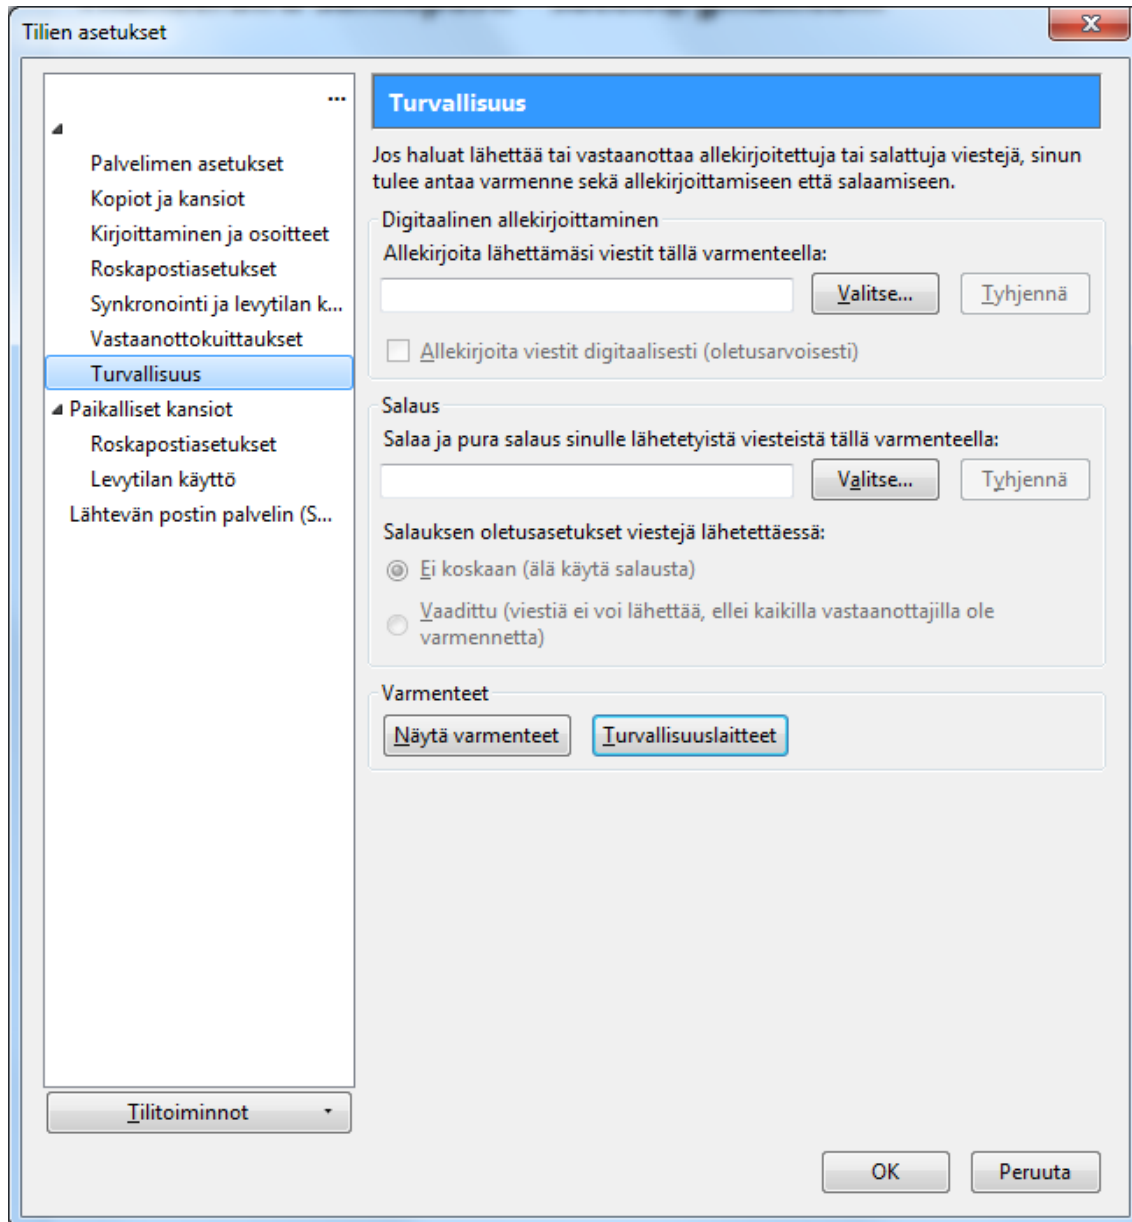 Tilien asetukset
...
Palvelimen asetukset
Kopiot ja kansiot
Kirjoittaminen ja osoitteet
Roskapostiasetukset
Synkronointi ja levytilan k...
Vastaanottokuittaukset
Turvallisuus
Paikalliset kansiot
Roskapostiasetukset
Levytilan käyttö
Lähtevän postin palvelin (S...
Tilitoiminnot
Turvallisuus
Jos haluat lähettää tai vastaanottaa allekirjoitettuja tai salattuja viestejä, sinun
tulee antaa varmenne sekä allekirjoittamiseen että salaamiseen.
Digitaalinen allekirjoittaminen
Allekirjoita lähettämäsi viestit tällä varmenteella:
Valitse... Tyhjennä
Allekirjoita viestit digitaalisesti (oletusarvoisesti)
Salaus
Salaa ja pura salaus sinulle lähetetyistä viesteistä tällä varmenteella:
Valitse... Tyhjennä
Salauksen oletusasetukset viestejä lähetettäessä:
Ei koskaan (älä käytä salausta)
Vaadittu (viestiä ei voi lähettää, ellei kaikilla vastaanottajilla ole
varmennetta)
Varmenteet
Näytä varmenteet Turvallisuuslaitteet
OK Peruuta